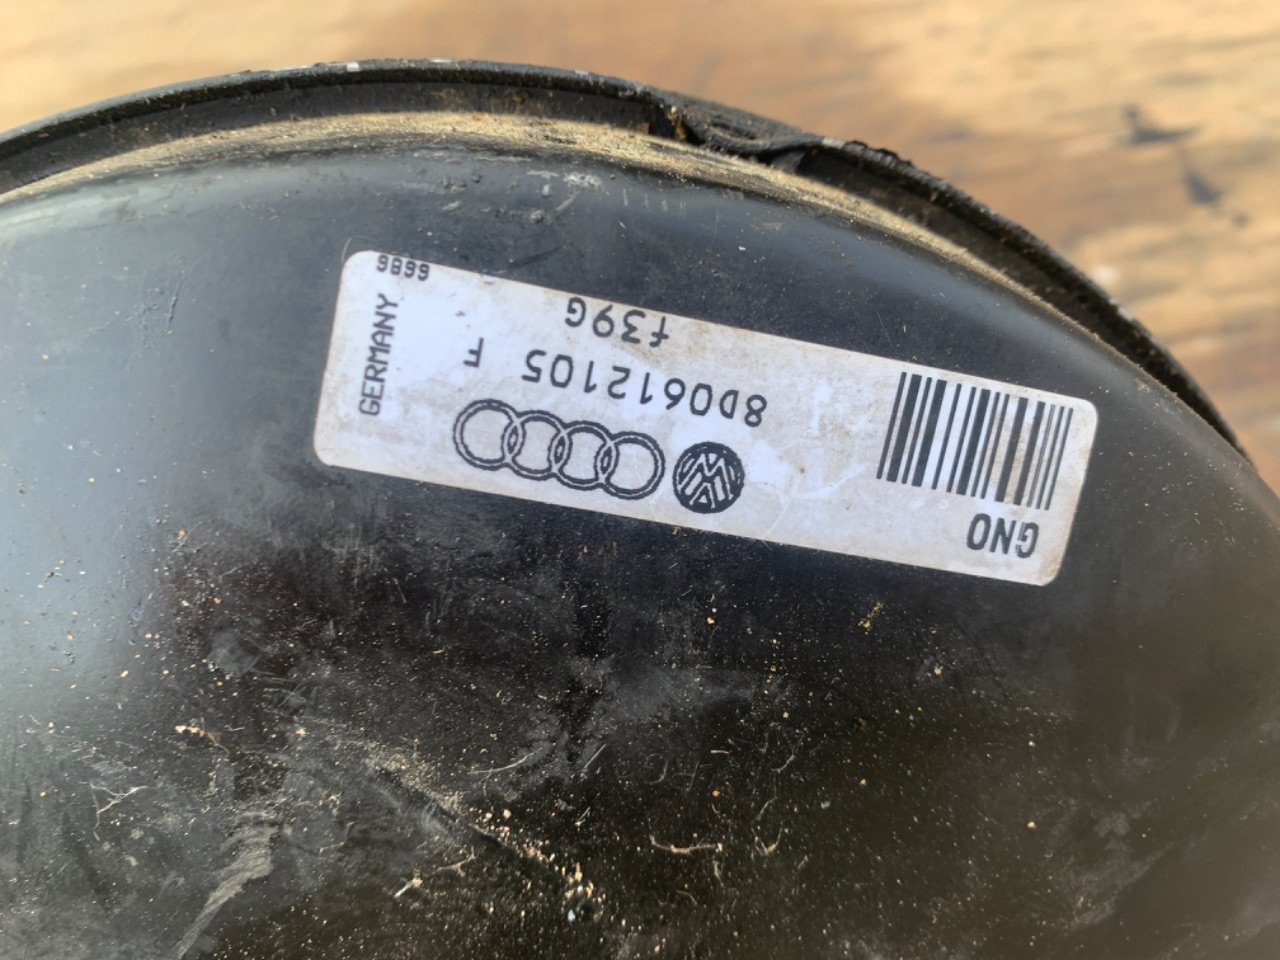 GNO
8D0612105 F
f39G
GERMANY